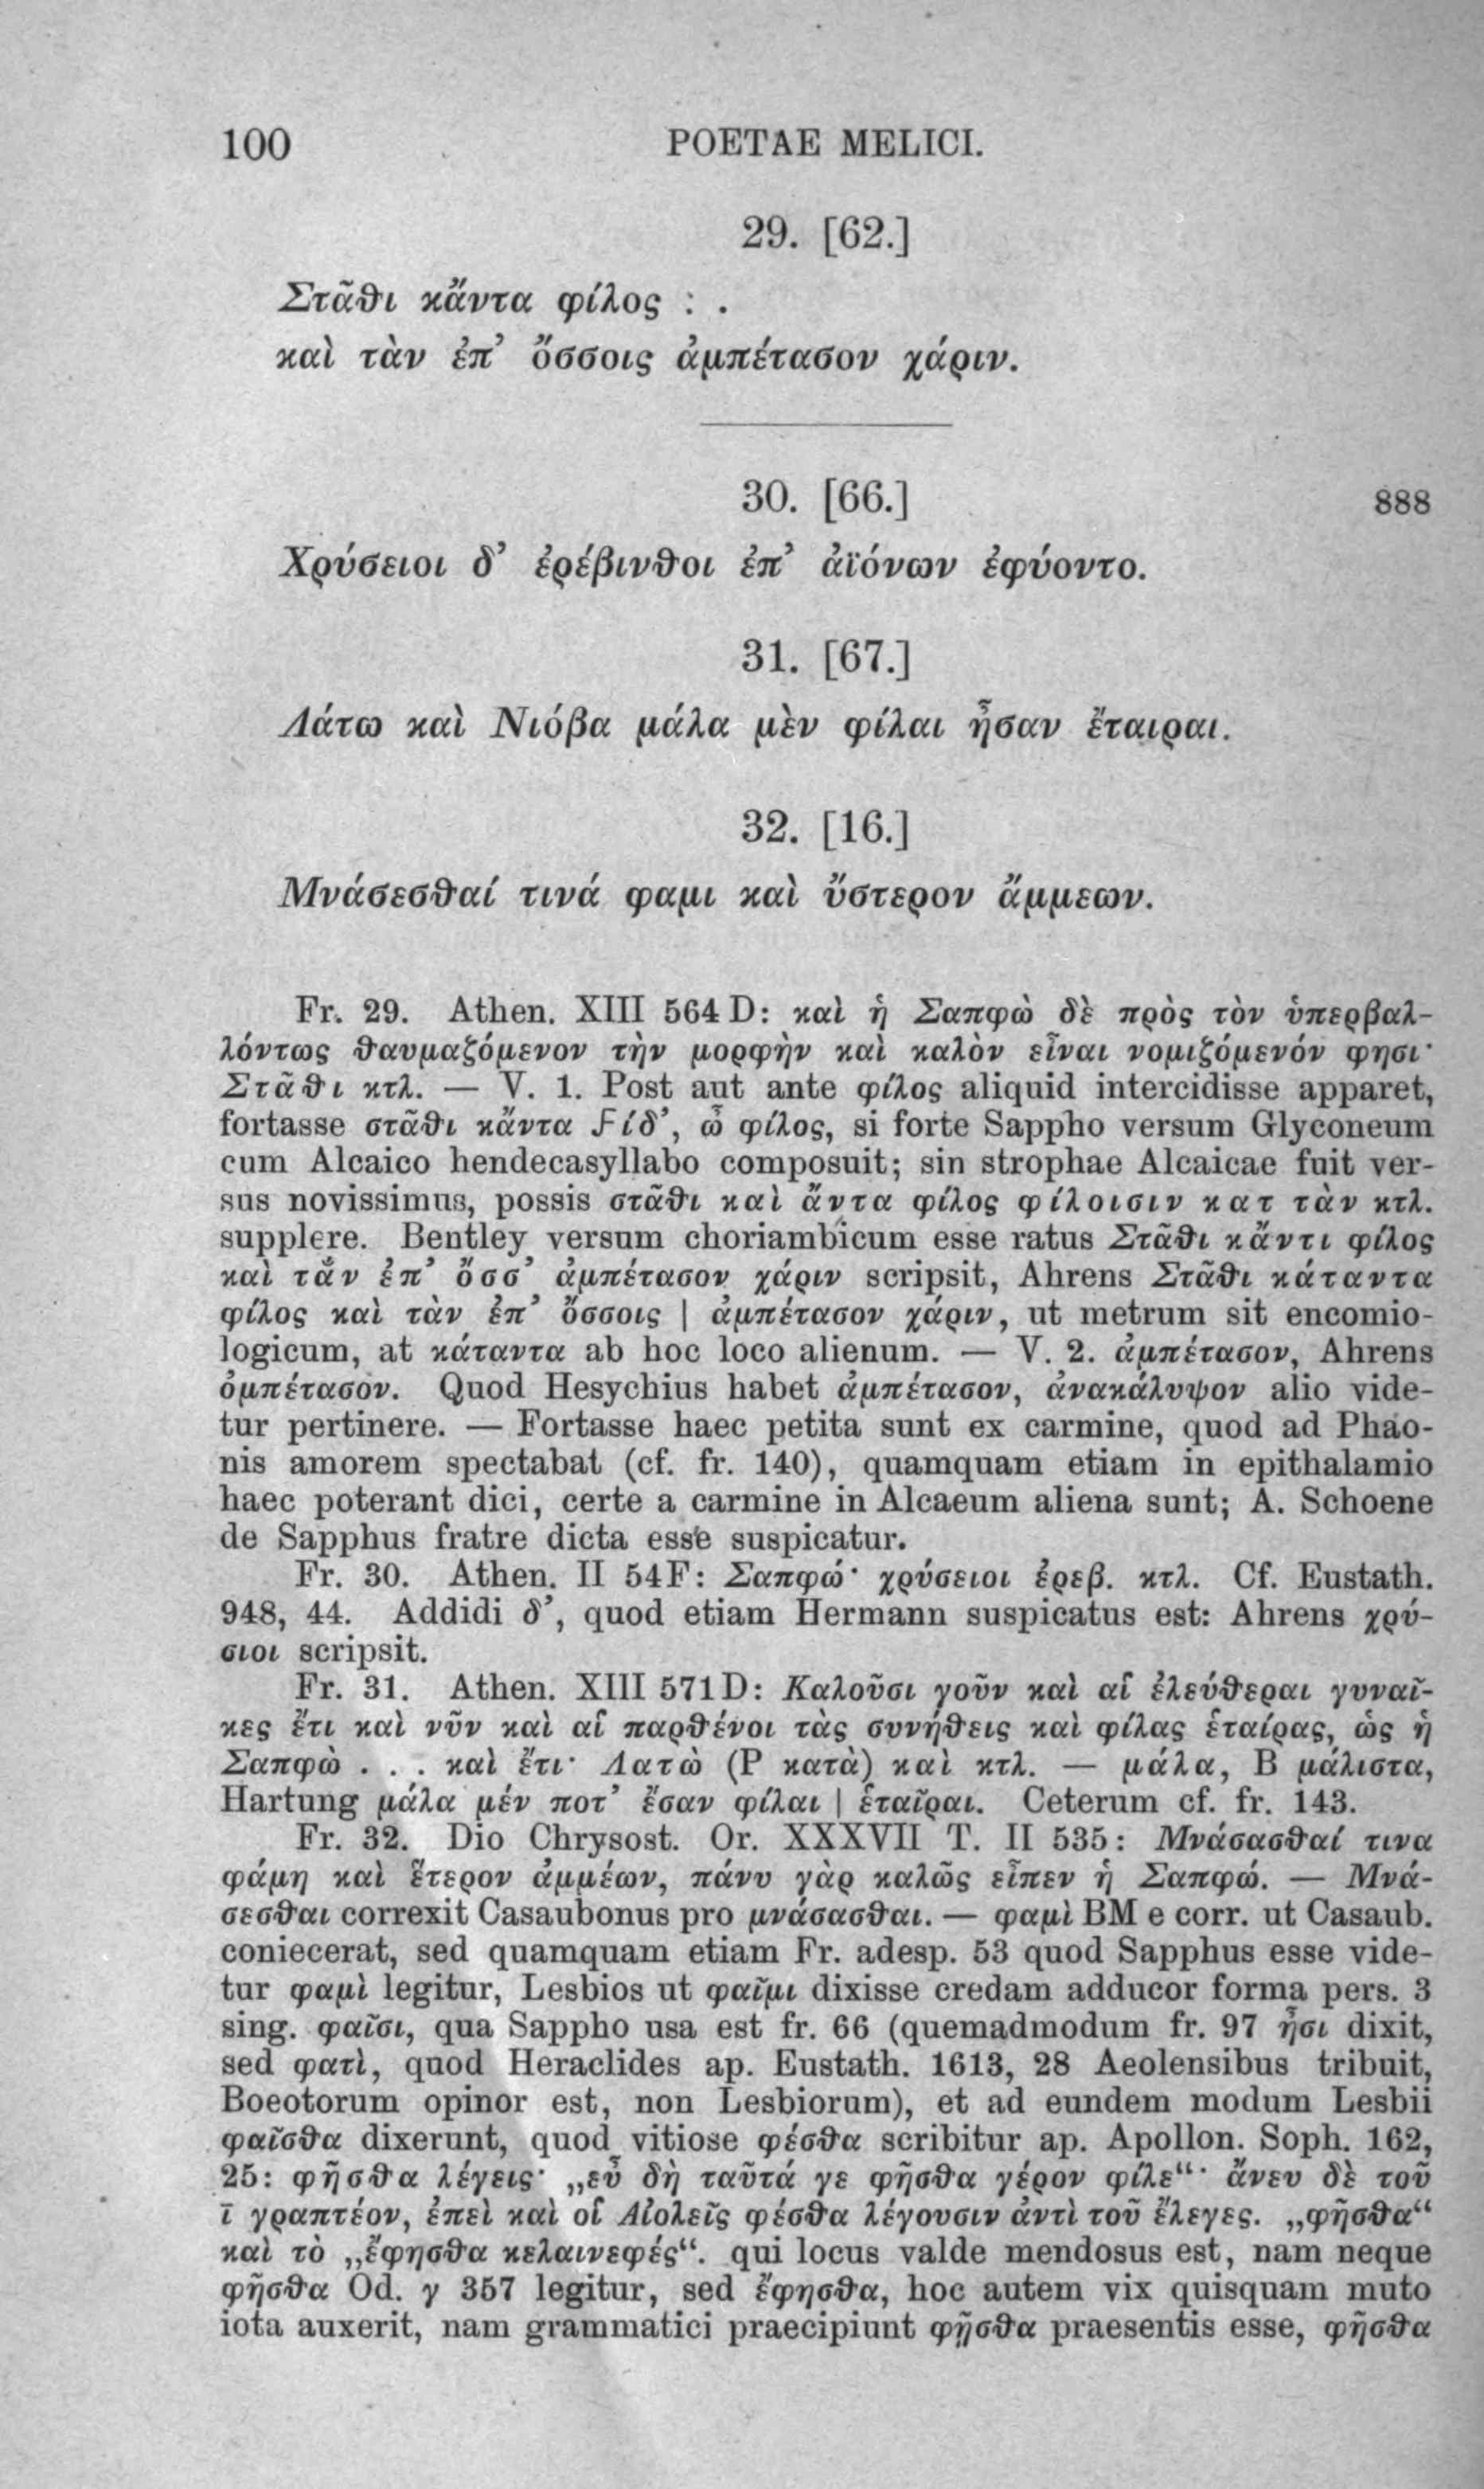 100 POETAE MELICI.
29. [62.]
Στᾶθι κἄντα φίλος : .
καὶ τὰν ἐπ’ ὄσσοις ἀμπέτασον χάριν.
30. [66.] 888
Χρύσειοι δ’ ἐρέβινθοι ἐπ’ ἀϊόνων ἐφύοντο.
31. [67.]
Λάτω καὶ Νιόβα μάλα μὲν φίλαι ἦσαν ἔταιραι.
32. [16.]
Μνάσεσθαί τινά φαμι καὶ ὔστερον ἄμμεων.
Fr. 29. Athen. XIII 564 D: καὶ ἡ Σαπφὼ δὲ πρὸς τὸν ὑπερβαλ-
λόντως θαυμαζόμενον τὴν μορφὴν καὶ καλὸν εἶναι νομιζόμενόν φησι·
Στᾶθι κτλ. — V. 1. Post aut ante φίλος aliquid intercidisse apparet,
fortasse στᾶθι κἄντα ϝίδ’, ὦ φίλος, si forte Sappho versum Glyconeum
cum Alcaico hendecasyllabo composuit; sin strophae Alcaicae fuit ver-
sus novissimus, possis στᾶθι καὶ ἄντα φίλος φίλοισιν κατ τὰν κτλ.
supplere. Bentley versum choriambicum esse ratus Στᾶθι κἄντι φίλος
καὶ τἂν ἐπ’ ὄσσ’ ἀμπέτασον χάριν scripsit, Ahrens Στᾶθι κάταντα
φίλος καὶ τὰν ἐπ’ ὄσσοις | ἀμπέτασον χάριν, ut metrum sit encomio-
logicum, at κάταντα ab hoc loco alienum. — V. 2. ἀμπέτασον, Ahrens
ὀμπέτασον. Quod Hesychius habet ἀμπέτασον, ἀνακάλυψον alio vide-
tur pertinere. — Fortasse haec petita sunt ex carmine, quod ad Phao-
nis amorem spectabat (cf. fr. 140), quamquam etiam in epithalamio
haec poterant dici, certe a carmine in Alcaeum aliena sunt; A. Schoene
de Sapphus fratre dicta esse suspicatur.
Fr. 30. Athen. II 54F: Σαπφώ· χρύσειοι ἐρεβ. κτλ. Cf. Eustath.
948, 44. Addidi δ’, quod etiam Hermann suspicatus est: Ahrens χρύ-
σιοι scripsit.
Fr. 31. Athen. XIII 571D: Καλοῦσι γοῦν καὶ αἱ ἐλεύθεραι γυναῖ-
κες ἔτι καὶ νῦν καὶ αἱ παρθένοι τὰς συνήθεις καὶ φίλας ἑταίρας, ὡς ἡ
Σαπφὼ . . . καὶ ἔτι· Λατὼ (P κατὰ) καὶ κτλ. — μάλα, B μάλιστα,
Hartung μάλα μέν ποτ’ ἔσαν φίλαι | ἑταῖραι. Ceterum cf. fr. 143.
Fr. 32. Dio Chrysost. Or. XXXVII T. II 535: Μνάσασθαί τινα
φάμη καὶ ἕτερον ἀμμέων, πάνυ γὰρ καλῶς εἶπεν ἡ Σαπφώ. — Μνά-
σεσθαι correxit Casaubonus pro μνάσασθαι. — φαμὶ BM e corr. ut Casaub.
coniecerat, sed quamquam etiam Fr. adesp. 53 quod Sapphus esse vide-
tur φαμὶ legitur, Lesbios ut φαῖμι dixisse credam adducor forma pers. 3
sing. φαῖσι, qua Sappho usa est fr. 66 (quemadmodum fr. 97 ἦσι dixit,
sed φατὶ, quod Heraclides ap. Eustath. 1613, 28 Aeolensibus tribuit,
Boeotorum opinor est, non Lesbiorum), et ad eundem modum Lesbii
φαῖσθα dixerunt, quod vitiose φέσθα scribitur ap. Apollon. Soph. 162,
25: φῆσθα λέγεις· „εὖ δὴ ταῦτά γε φῆσθα γέρον φίλε“· ἄνευ δὲ τοῦ
ῑ γραπτέον, ἐπεὶ καὶ οἱ Αἰολεῖς φέσθα λέγουσιν ἀντὶ τοῦ ἔλεγες. „φῆσθα“
καὶ τὸ „ἔφησθα κελαινεφές“. qui locus valde mendosus est, nam neque
φῆσθα Od. γ 357 legitur, sed ἔφησθα, hoc autem vix quisquam muto
iota auxerit, nam grammatici praecipiunt φῇσθα praesentis esse, φῆσθα